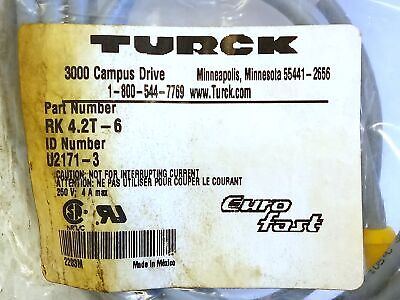 TURCK
3000 Campus Drive Minneapolis, Minnesota 55441-2656
1-800-544-7769 www.Turck.com
Part Number
RK 4.2T-6
ID Number
U2171-3
CAUTION: NOT FOR INTERRUPTING CURRENT
ATTENTION: NE PAS UTILISER POUR COUPER LE COURANT
250 V; 4 A max
Euro fast
Made in México